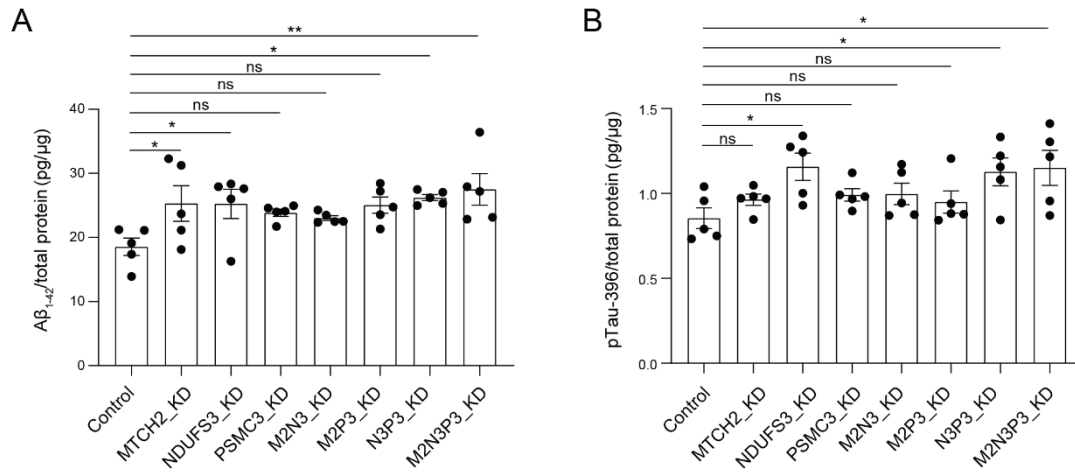 A
**
*
ns
ns
ns
*
*
40
30
20
10
0
Aβ1-42/total protein (pg/μg)
Control
MTCH2_KD
NDUFS3_KD
PSMC3_KD
M2N3_KD
M2P3_KD
N3P3_KD
M2N3P3_KD
B
*
*
ns
ns
ns
*
ns
1.5
1.0
0.5
0.0
pTau-396/total protein (pg/μg)
Control
MTCH2_KD
NDUFS3_KD
PSMC3_KD
M2N3_KD
M2P3_KD
N3P3_KD
M2N3P3_KD